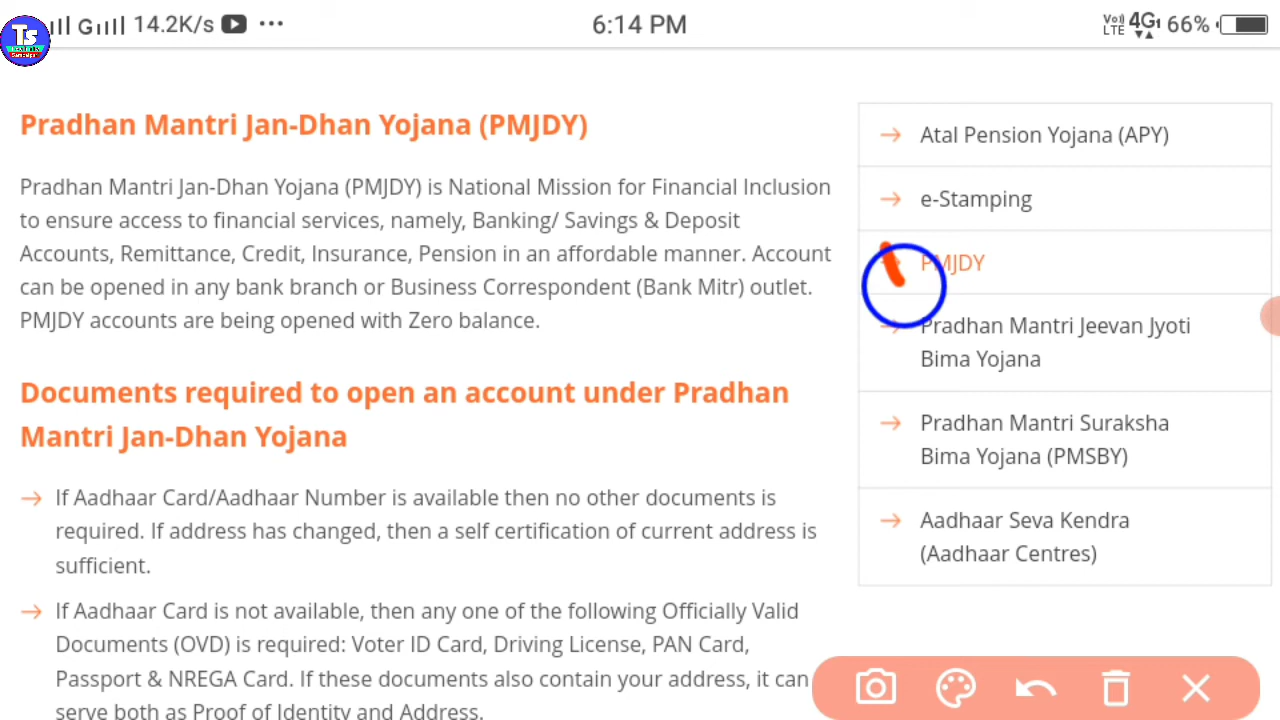 Ts
14.2K/s
6:14 PM
VoI) LTE 4G 66%
Pradhan Mantri Jan-Dhan Yojana (PMJDY)
Pradhan Mantri Jan-Dhan Yojana (PMJDY) is National Mission for Financial Inclusion
to ensure access to financial services, namely, Banking/ Savings & Deposit
Accounts, Remittance, Credit, Insurance, Pension in an affordable manner. Account
can be opened in any bank branch or Business Correspondent (Bank Mitr) outlet.
PMJDY accounts are being opened with Zero balance.
Documents required to open an account under Pradhan
Mantri Jan-Dhan Yojana
→ If Aadhaar Card/Aadhaar Number is available then no other documents is
required. If address has changed, then a self certification of current address is
sufficient.
→ If Aadhaar Card is not available, then any one of the following Officially Valid
Documents (OVD) is required: Voter ID Card, Driving License, PAN Card,
Passport & NREGA Card. If these documents also contain your address, it can
serve both as Proof of Identity and Address.
→ Atal Pension Yojana (APY)
→ e-Stamping
PMJDY
→ Pradhan Mantri Jeevan Jyoti
Bima Yojana
→ Pradhan Mantri Suraksha
Bima Yojana (PMSBY)
→ Aadhaar Seva Kendra
(Aadhaar Centres)